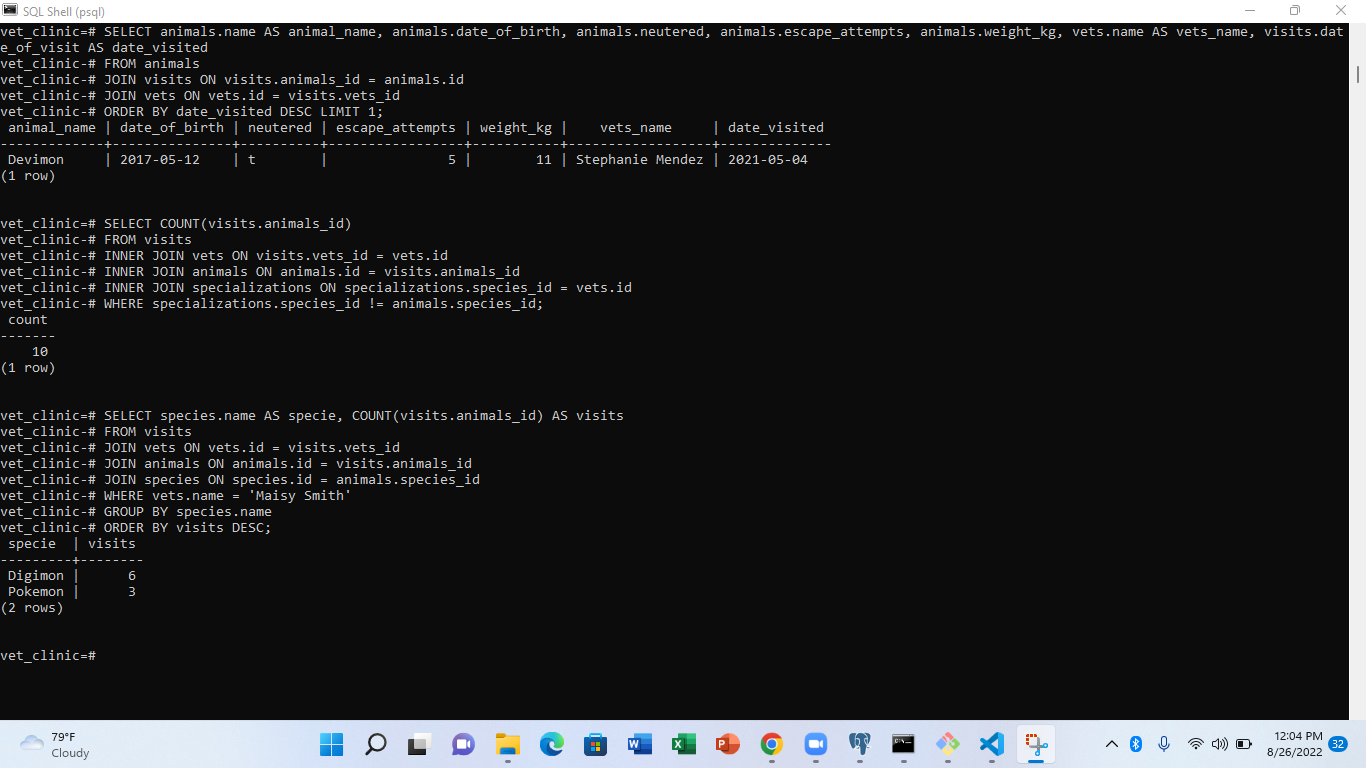 SQL Shell (psql)
vet_clinic=# SELECT animals.name AS animal_name, animals.date_of_birth, animals.neutered, animals.escape_attempts, animals.weight_kg, vets.name AS vets_name, visits.dat
e_of_visit AS date_visited
vet_clinic-# FROM animals
vet_clinic-# JOIN visits ON visits.animals_id = animals.id
vet_clinic-# JOIN vets ON vets.id = visits.vets_id
vet_clinic-# ORDER BY date_visited DESC LIMIT 1;
 animal_name | date_of_birth | neutered | escape_attempts | weight_kg |    vets_name     | date_visited
-------------+---------------+----------+-----------------+-----------+------------------+--------------
 Devimon     | 2017-05-12    | t        |               5 |        11 | Stephanie Mendez | 2021-05-04
(1 row)
vet_clinic=# SELECT COUNT(visits.animals_id)
vet_clinic-# FROM visits
vet_clinic-# INNER JOIN vets ON visits.vets_id = vets.id
vet_clinic-# INNER JOIN animals ON animals.id = visits.animals_id
vet_clinic-# INNER JOIN specializations ON specializations.species_id = vets.id
vet_clinic-# WHERE specializations.species_id != animals.species_id;
 count
-------
    10
(1 row)
vet_clinic=# SELECT species.name AS specie, COUNT(visits.animals_id) AS visits
vet_clinic-# FROM visits
vet_clinic-# JOIN vets ON vets.id = visits.vets_id
vet_clinic-# JOIN animals ON animals.id = visits.animals_id
vet_clinic-# JOIN species ON species.id = animals.species_id
vet_clinic-# WHERE vets.name = 'Maisy Smith'
vet_clinic-# GROUP BY species.name
vet_clinic-# ORDER BY visits DESC;
 specie  | visits
---------+--------
 Digimon |      6
 Pokemon |      3
(2 rows)
vet_clinic=#
79°F
Cloudy
12:04 PM
8/26/2022
32